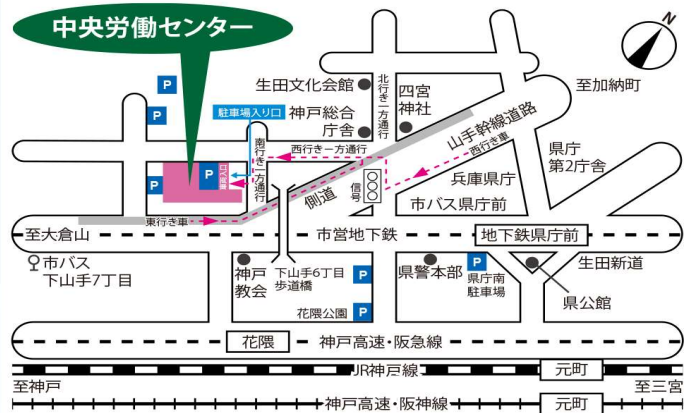 中央労働センター
N
P
P
P
P
駐車場入り口
生田文化会館
神戸総合
庁舎
北行き一方通行
四宮
神社
至加納町
山手幹線道路
西行き車
西行き一方通行
南行き一方通行
信号
側道
兵庫県庁
市バス県庁前
県庁
第2庁舎
東行き車
至大倉山
市営地下鉄
地下鉄県庁前
市バス
下山手7丁目
神戸
教会
下山手6丁目
歩道橋
P
花隈公園
P
県警本部
P
県庁南
駐車場
生田新道
県公館
花隈
神戸高速・阪急線
JR神戸線
元町
至神戸
至三宮
神戸高速・阪神線
元町